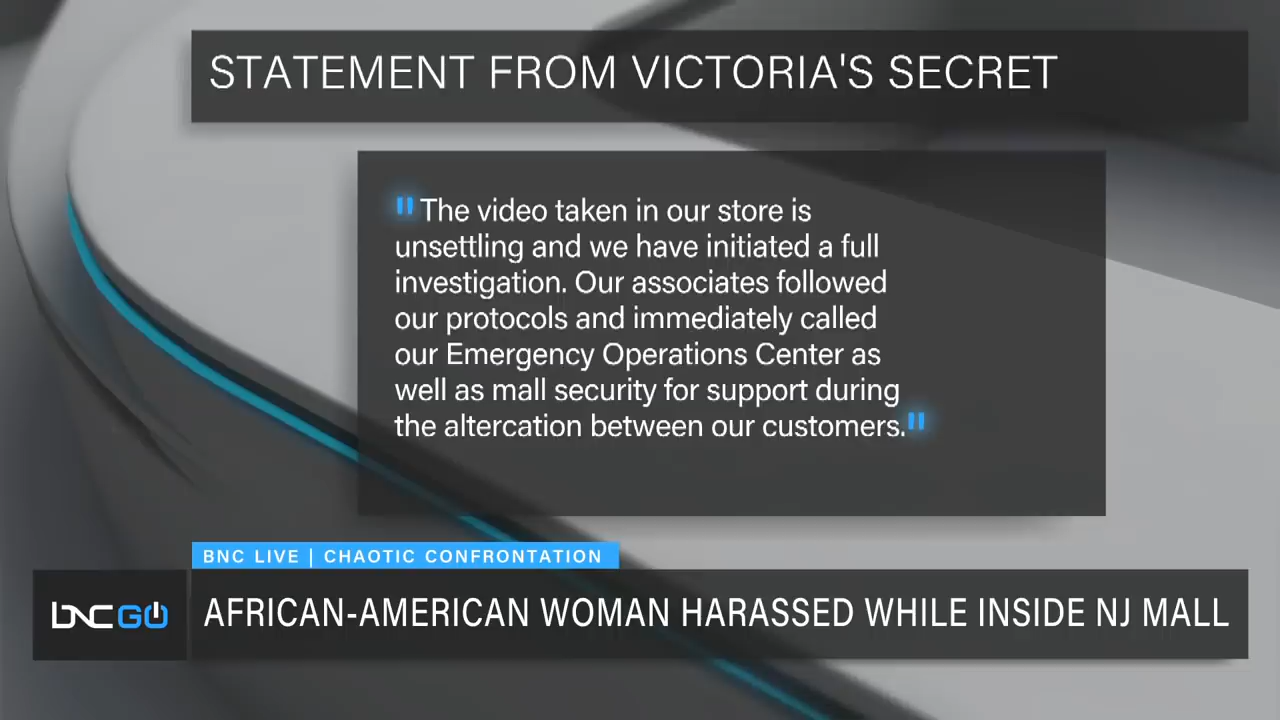 STATEMENT FROM VICTORIA'S SECRET
"The video taken in our store is
unsettling and we have initiated a full
investigation. Our associates followed
our protocols and immediately called
our Emergency Operations Center as
well as mall security for support during
the altercation between our customers."
BNC LIVE | CHAOTIC CONFRONTATION
bNC GO
AFRICAN-AMERICAN WOMAN HARASSED WHILE INSIDE NJ MALL